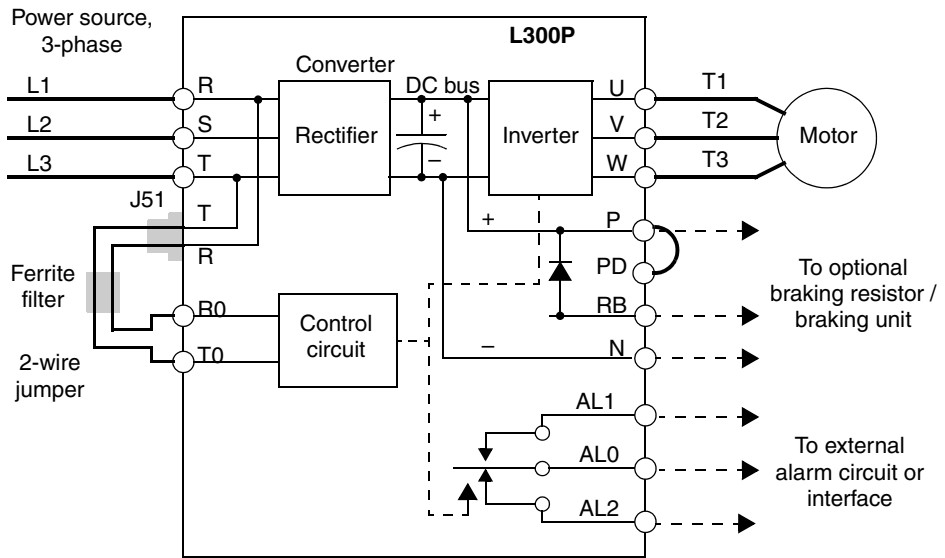 Power source,
3-phase
L300P
Converter
L1
R
DC bus
U
T1
L2
S
Rectifier
+
Inverter
V
T2
Motor
L3
T
–
W
T3
J51
T
+
P
R
PD
Ferrite
filter
To optional
braking resistor /
braking unit
R0
Control
circuit
RB
T0
–
N
2-wire
jumper
AL1
AL0
To external
alarm circuit or
interface
AL2